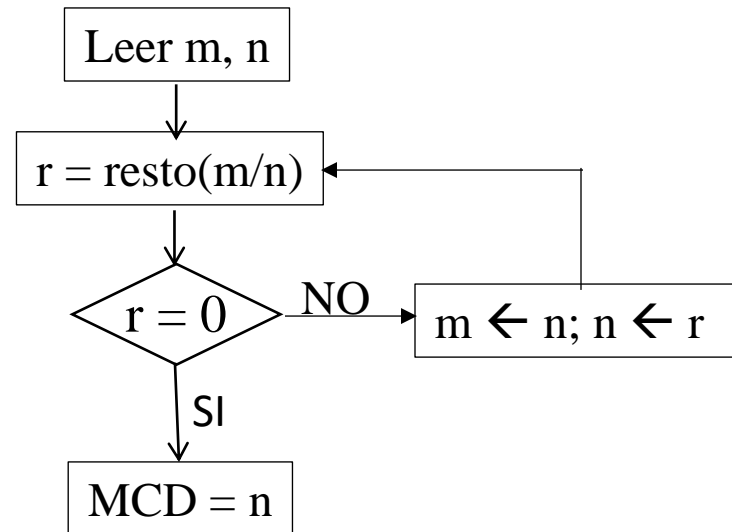 Leer m, n
r = resto(m/n)
r = 0
NO
m ← n; n ← r
SI
MCD = n